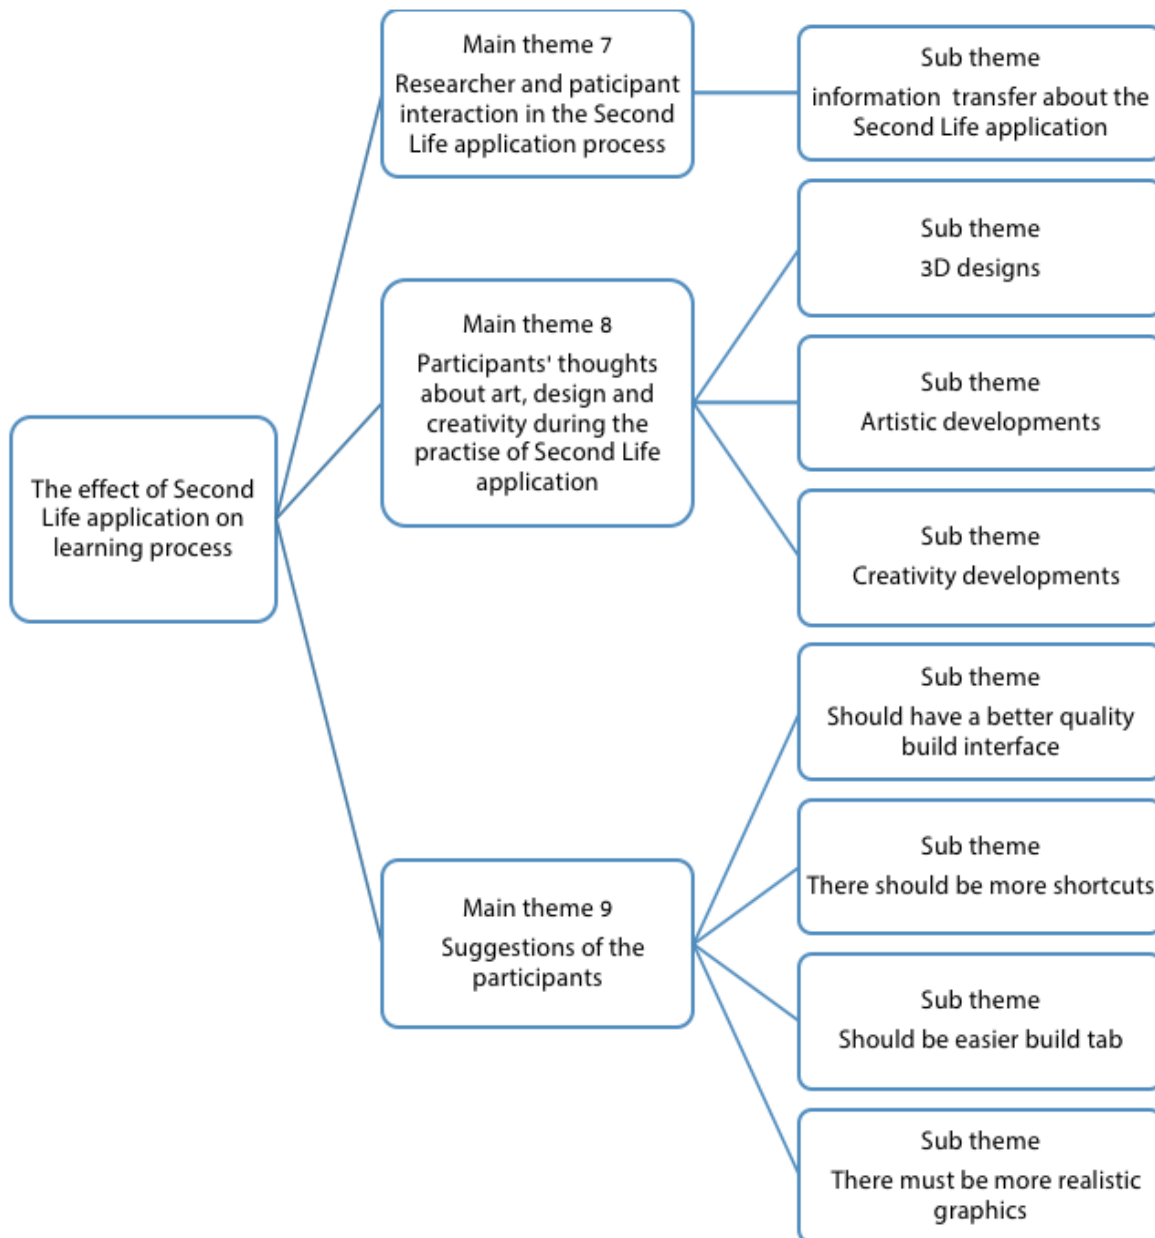 Main theme 7
Researcher and paticipant
interaction in the Second
Life application process
Sub theme
information  transfer about the
Second Life application
Sub theme
3D designs
Main theme 8
Participants' thoughts
about art, design and
creativity during the
practise of Second Life
application
Sub theme
Artistic developments
The effect of Second
Life application on
learning process
Sub theme
Creativity developments
Sub theme
Should have a better quality
build interface
Sub theme
There should be more shortcuts
Main theme 9
Suggestions of the
participants
Sub theme
Should be easier build tab
Sub theme
There must be more realistic
graphics